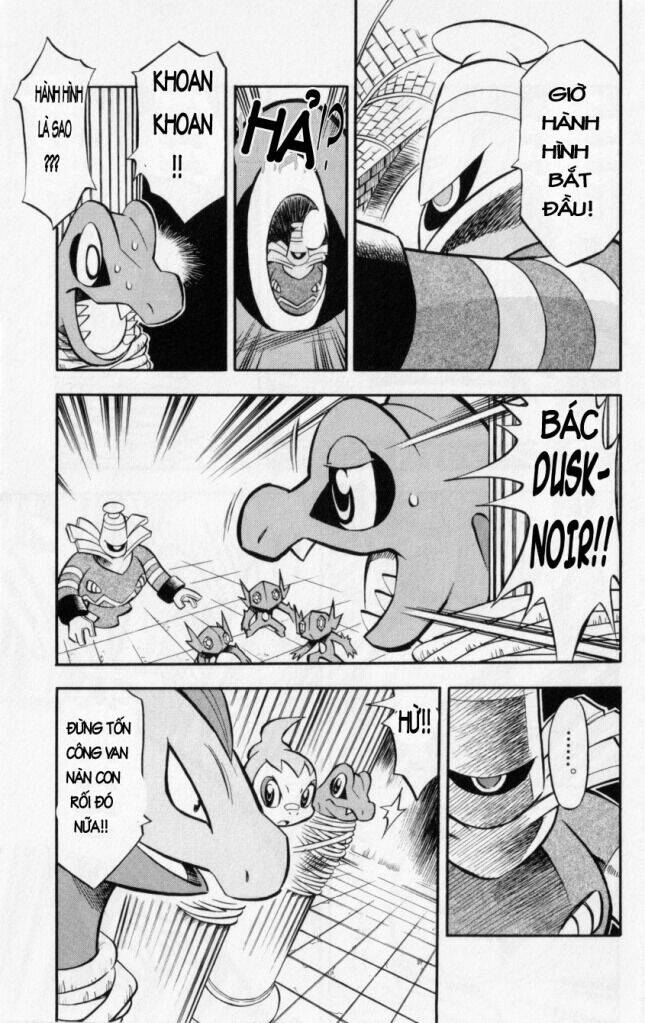 GIỜ
HÀNH
HÌNH
BẮT
ĐẦU!
HẢ?
KHOAN
KHOAN
!!
HÀNH HÌNH
LÀ SAO
???
BÁC
DUSK-
NOIR!!
......
HỪ!!
ĐỪNG TỐN
CÔNG VAN
NÀN CON
RỐI ĐÓ
NỮA!!